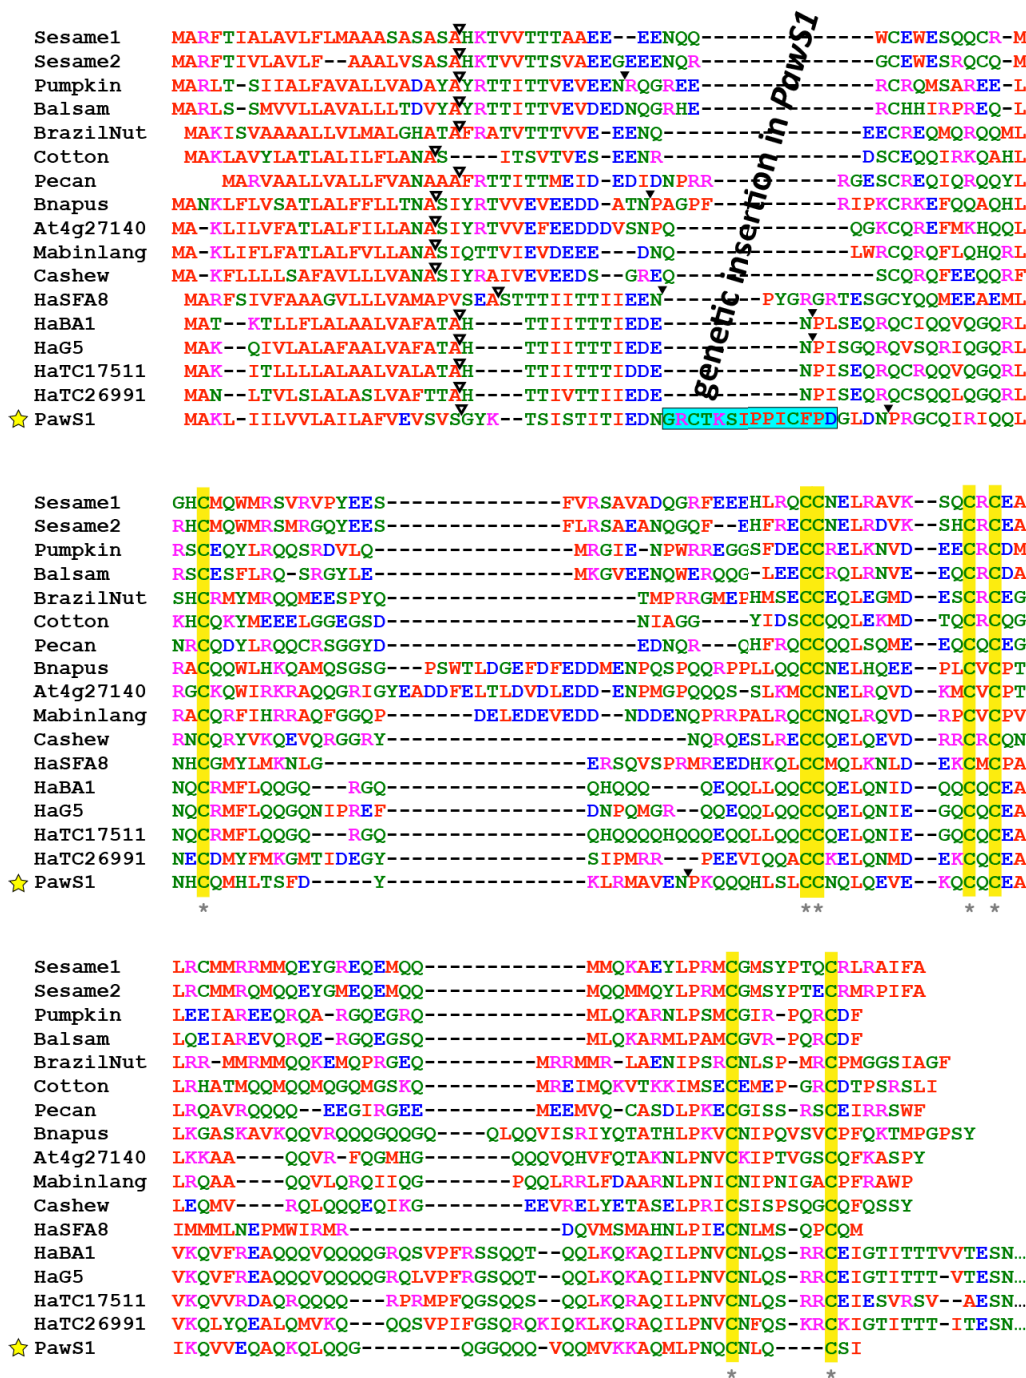 genetic insertion in PawS1
Sesame1 MARFTIALAVLFLMAAASASASAHKTVVTTTAAEE--EENQQ---------------WCEWESQQCR-M
Sesame2 MARFTIVLAVLF--AAALVSASAHKTVVTTSVAEEGEEENQR---------------GCEWESRQCQ-M
Pumpkin MARLT-SIIALFAVALLVADAYAYRTTITTVEVEENRQGREE---------------RCRQMSAREE-L
Balsam MARLS-SMVVLLAVALLLTDVYAYRTTITTVEVDEDNQGRHE---------------RCHHIRPREQ-L
BrazilNut MAKISVAAAALLVLMALGHATAFRATVTTTVVE-EENQ-----------------EECREQMQRQQML
Cotton MAKLAVYLATLALILFLANAS----ITSVTVES-EENR-----------------DSCEQQIRKQAHL
Pecan MARVAALLVALLFVANAAAFRTTITTMEID-EDIDNPRR-----------RGESCREQIQRQQYL
Bnapus MANKLFLVSATLALFFLLTNASIYRTVVEVEEDD-ATNPAGPF-----------RIPKCRKEFQQAQHL
At4g27140 MA-KLILVFATLALFILLANASIYRTVVEFEEDDDVSNPQ---------------QGKCQREFMKHQQL
Mabinlang MA-KLIFLFATLALFVLLANASIQTTVIEVDEEE--DNQ---------------LWRCQRQFLQHQRL
Cashew MA-KFLLLLSAFAVLLLVANASIYRAIVEVEEDS-GREQ-----------------SCQRQFEEQQRF
HaSFA8 MARFSIVFAAAGVLLLVAMAPVSEASTTTIITTIIEEN--------PYGRGRTESGCYQQMEEAEML
HaBA1 MAT--KTLLFLALAALVAFATAH----TTIITTTIEDE-----------NPLSEQRQCIQQVQGQRL
HaG5 MAK--QIVLALAFAALVAFATAH----TTIITTTIEDE-----------NPISGQRQVSQRIQGQRL
HaTC17511 MAK--ITLLLALAALVALATAH----TTIITTTIDDE-----------NPISEQRQCRQQIQGQRL
HaTC26991 MAN--LTVLSLALASLVAFTTAH----TTIITTVIEDE-----------NPISEQRQCSQQLQGQRL
PawS1 MAKL-IILVLAILAFVEVSVSGYK--TSISTITIEDNGRCTKSIPPICFPDGLDNPRGCQIRIQQL
Sesame1 GHCMQWMRSVRVPYEES--------------FVRSAVADQGRFEEEHLRQCCNELRAVK--SQCRCEA
Sesame2 RHCMQWMRSMRGQYEES--------------FLRSAEANQGQF--EHFRECCNELRDVK--SHCRCEA
Pumpkin RSCEQYLRQQSRDVLQ----------------MRGIE-NPWRREGGSFDECCRELKNVD--EECRCDM
Balsam RSCESFLRQ-SRGYLE----------------MKGVEENQWERQQG-LEECCRQLRNVE--EQCRCDA
BrazilNut SHCRMYMRQQMEESPYQ--------------------TMPRRGMEPHMSECCEQLEGMD--ESCRCEG
Cotton KHCQKYMEEELGGEGSD----------------NIAGG----YIDSCCQQLEKMD--TQCRCQG
Pecan NRCQDYLRQQCRSGGYD--------------------EDNQR---QHFRQCCQQLSQME--EQCQCEG
Bnapus RACQQWLHKQAMQSGSG---PSWTLDGEFDFEDDMENPQSPQQRPPLLQQCCNELHQEE--PLCVCPT
At4g27140 RGCKQWIRKRAQQGRIGYEADDFELTLDVDLEDD-ENPMGPQQQS-SLKMCCNELRQVD--KMCVCPT
Mabinlang RACQRFIHRRAQFGGQP-------DELEDEVEDD--NDDENQPRRPALRQCCNQLRQVD--RPCVCPV
Cashew RNCQRYVKQEVQRGGRY------------------------NQRQESLRECCQELQEVD--RRCRCQN
HaSFA8 NHCGMYLMKNLG---------------------ERSQVSPRMREEDHKQLCCMQLKNLD--EKCMCPA
HaBA1 NQCRMFLQQGQ---RGQ----------------QHQQQ----QEQQLLQQCCQELQNID--QQCQCEA
HaG5 NQCRMFLQQGQNIPREF----------------DNPQMGR--QQEQQLLQQCCQELQNIE--GQCQCEA
HaTC17511 NQCRMFLQQGQ---RGQ----------------QHQQQQHQQQEQQLLQQCCQELQNIE--GQCQCEA
HaTC26991 NECDMYFMKGMTIDEGY----------------SIPMRR---PEEVIQQACCKELQNMD--EKCQCEA
PawS1 NHCQMHLTSFD-----Y----------------KLRMAVENPKQQQHLSLCCNQLQEVE--KQCQCEA
* ** * *
Sesame1 LRCMMRRMMQEYGREQEMQQ-------------MMQKAEYLPRMCGMSYPTQCRLRAIFA
Sesame2 LRCMMRQMQQEYGMEQEMQQ-------------MQQMMQYLPRMCGMSYPTECRMRPIFA
Pumpkin LEEIAREEQRQA-RGQEGRQ-------------MLQKARNLPSMCGIR-PQRCDF
Balsam LQEIAREVQRQE-RGQEGSQ-------------MLQKARMLPAMCGVR-PQRCDF
BrazilNut LRR-MMRMMQQKEMQPRGEQ---------MRRMMR-LAENIPSRCNLSP-MRCPMGGSIAGF
Cotton LRHATMQQMQQMQGQMGSKQ---------MREIMQKVTKKIMSECEMEP-GRCDTPSRSLI
Pecan LRQAVRQQQQ--EEGIRGEE---------MEEMVQ-CASDLPKECGISS-RSCEIRRSWF
Bnapus LKGASKAVKQQVRQQQGQQGQ----QLQQVISRIYQTATHLPKVCNIPQVSVCPFQKTMPGPSY
At4g27140 LKKAA----QQVR-FQGMHG-------QQQVQHVFQTAKNLPNVCKIPTVGSCQFKASPY
Mabinlang LRQAA----QQVLQRQIIQG-------PQQLRRLFDAARNLPNICNIPNIGACPFRAWP
Cashew LEQMV----RQLQQQEQIKG--------EEVRELYETASELPRICSISPSQGCQFQSSY
HaSFA8 IMMMLNEPMWIRMR-----------------DQVMSMAHNLPIECNLMS-QPCQM
HaBA1 VKQVFREAQQQVQQQQGRQSVPFRSSQQT--QQLKQKAQILPNVCNLQS-RRCEIGTITTTVVTESN...
HaG5 VKQVFREAQQQVQQQQGRQLVPFRGSQQT--QQLKQKAQILPNVCNLQS-RRCEIGTITTT-VTESN...
HaTC17511 VKQVVRDAQRQQQQ---RPRMPFQGSQQS--QQLKQRAQILPNVCNLQS-RRCEIESVRSV--AESN...
HaTC26991 VKQLYQEALQMVKQ---QQSVPIFGSQRQKIQKLKQRAQILPNVCNFQS-KRCKIGTITTT-ITESN...
PawS1 IKQVVEQAQKQLQQG-------QGGQQQ-VQQMVKKAQMLPNQCNLQ----CSI
* *